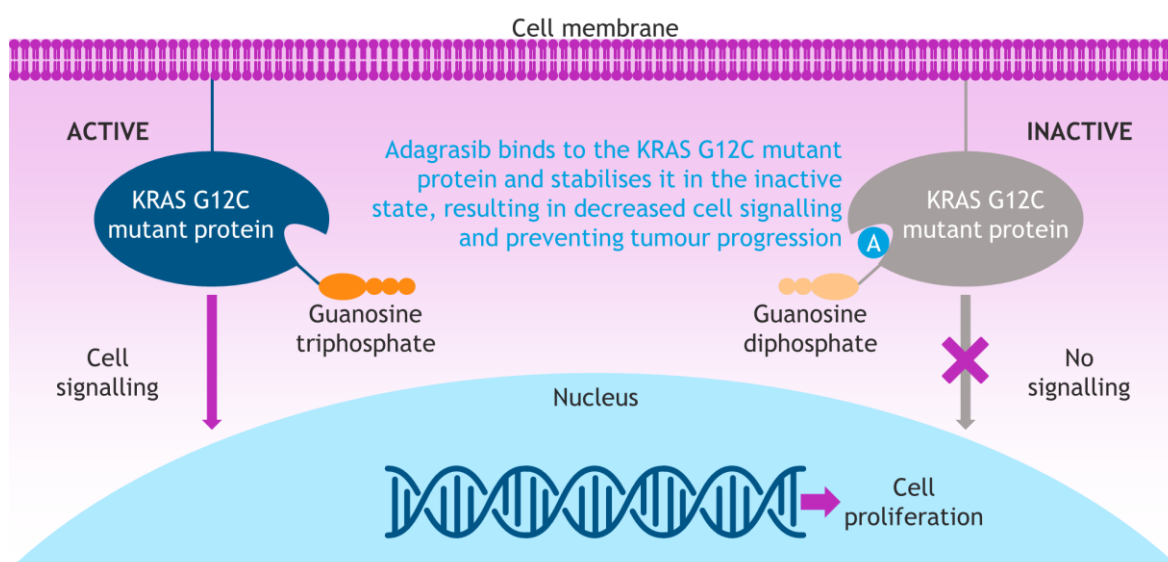 Cell membrane
ACTIVE
KRAS G12C
mutant protein
Guanosine
triphosphate
Cell
signalling
Adagrasib binds to the KRAS G12C mutant
protein and stabilises it in the inactive
state, resulting in decreased cell signalling
and preventing tumour progression
INACTIVE
KRAS G12C
mutant protein
A
Guanosine
diphosphate
No
signalling
Nucleus
Cell
proliferation